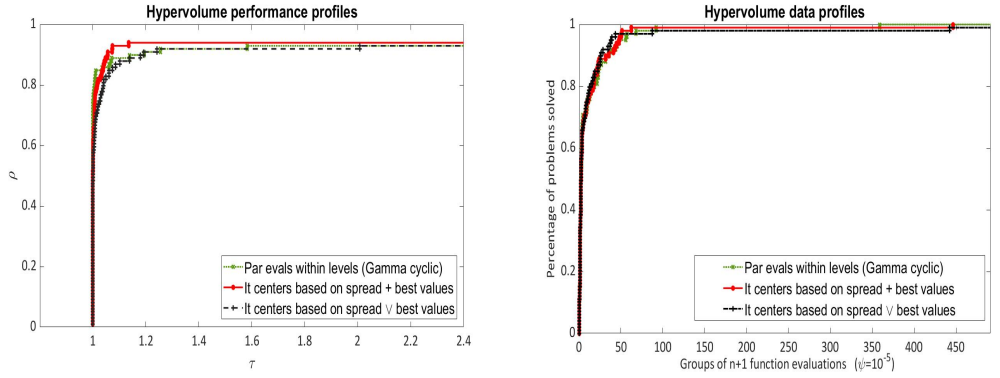 Hypervolume performance profiles
1
0.8
0.6
0.4
0.2
0
ρ
1
1.2
1.4
1.6
1.8
2
2.2
2.4
τ
Par evals within levels (Gamma cyclic)
It centers based on spread + best values
It centers based on spread ∨ best values
Hypervolume data profiles
1
0.8
0.6
0.4
0.2
0
Percentage of problems solved
0
50
100
150
200
250
300
350
400
450
Groups of n+1 function evaluations (ψ=10⁻⁵)
Par evals within levels (Gamma cyclic)
It centers based on spread + best values
It centers based on spread ∨ best values